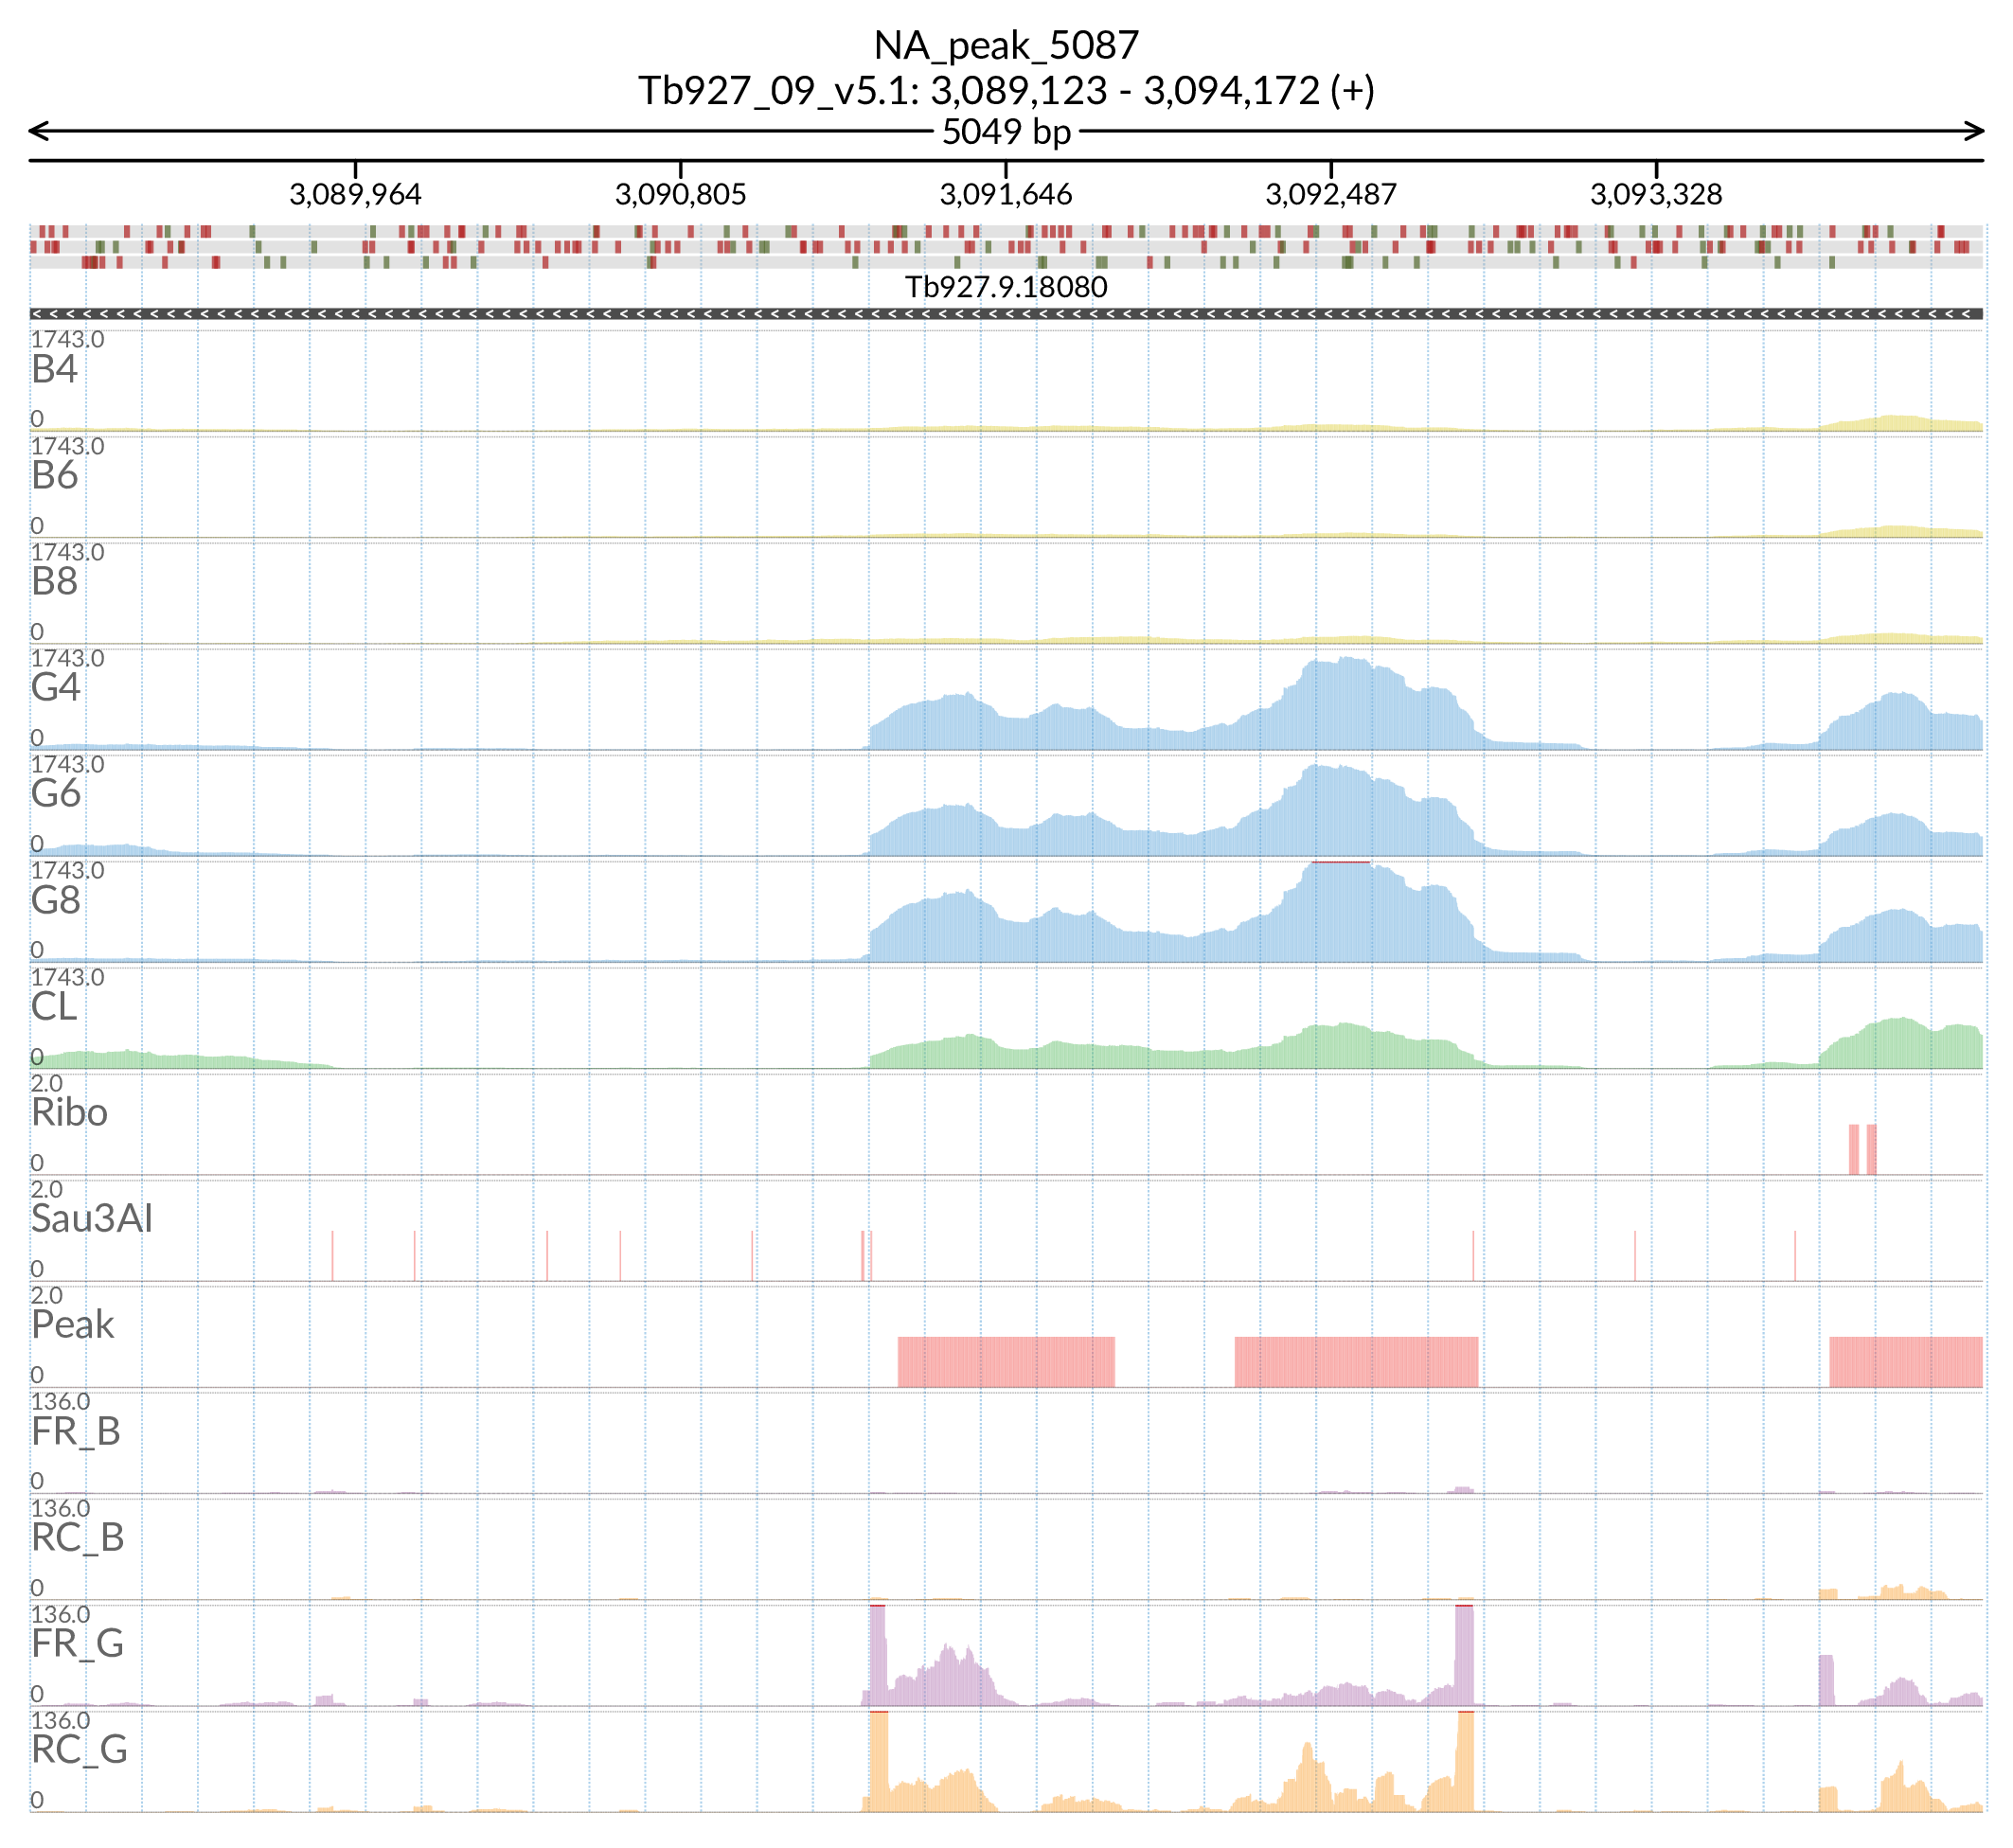 NA_peak_5087
Tb927_09_v5.1: 3,089,123 - 3,094,172 (+)
5049 bp
3,089,964 3,090,805 3,091,646 3,092,487 3,093,328
Tb927.9.18080
1743.0
B4
0
1743.0
B6
0
1743.0
B8
0
1743.0
G4
0
1743.0
G6
0
1743.0
G8
0
1743.0
CL
0
2.0
Ribo
0
2.0
Sau3AI
0
2.0
Peak
0
136.0
FR_B
0
136.0
RC_B
0
136.0
FR_G
0
136.0
RC_G
0